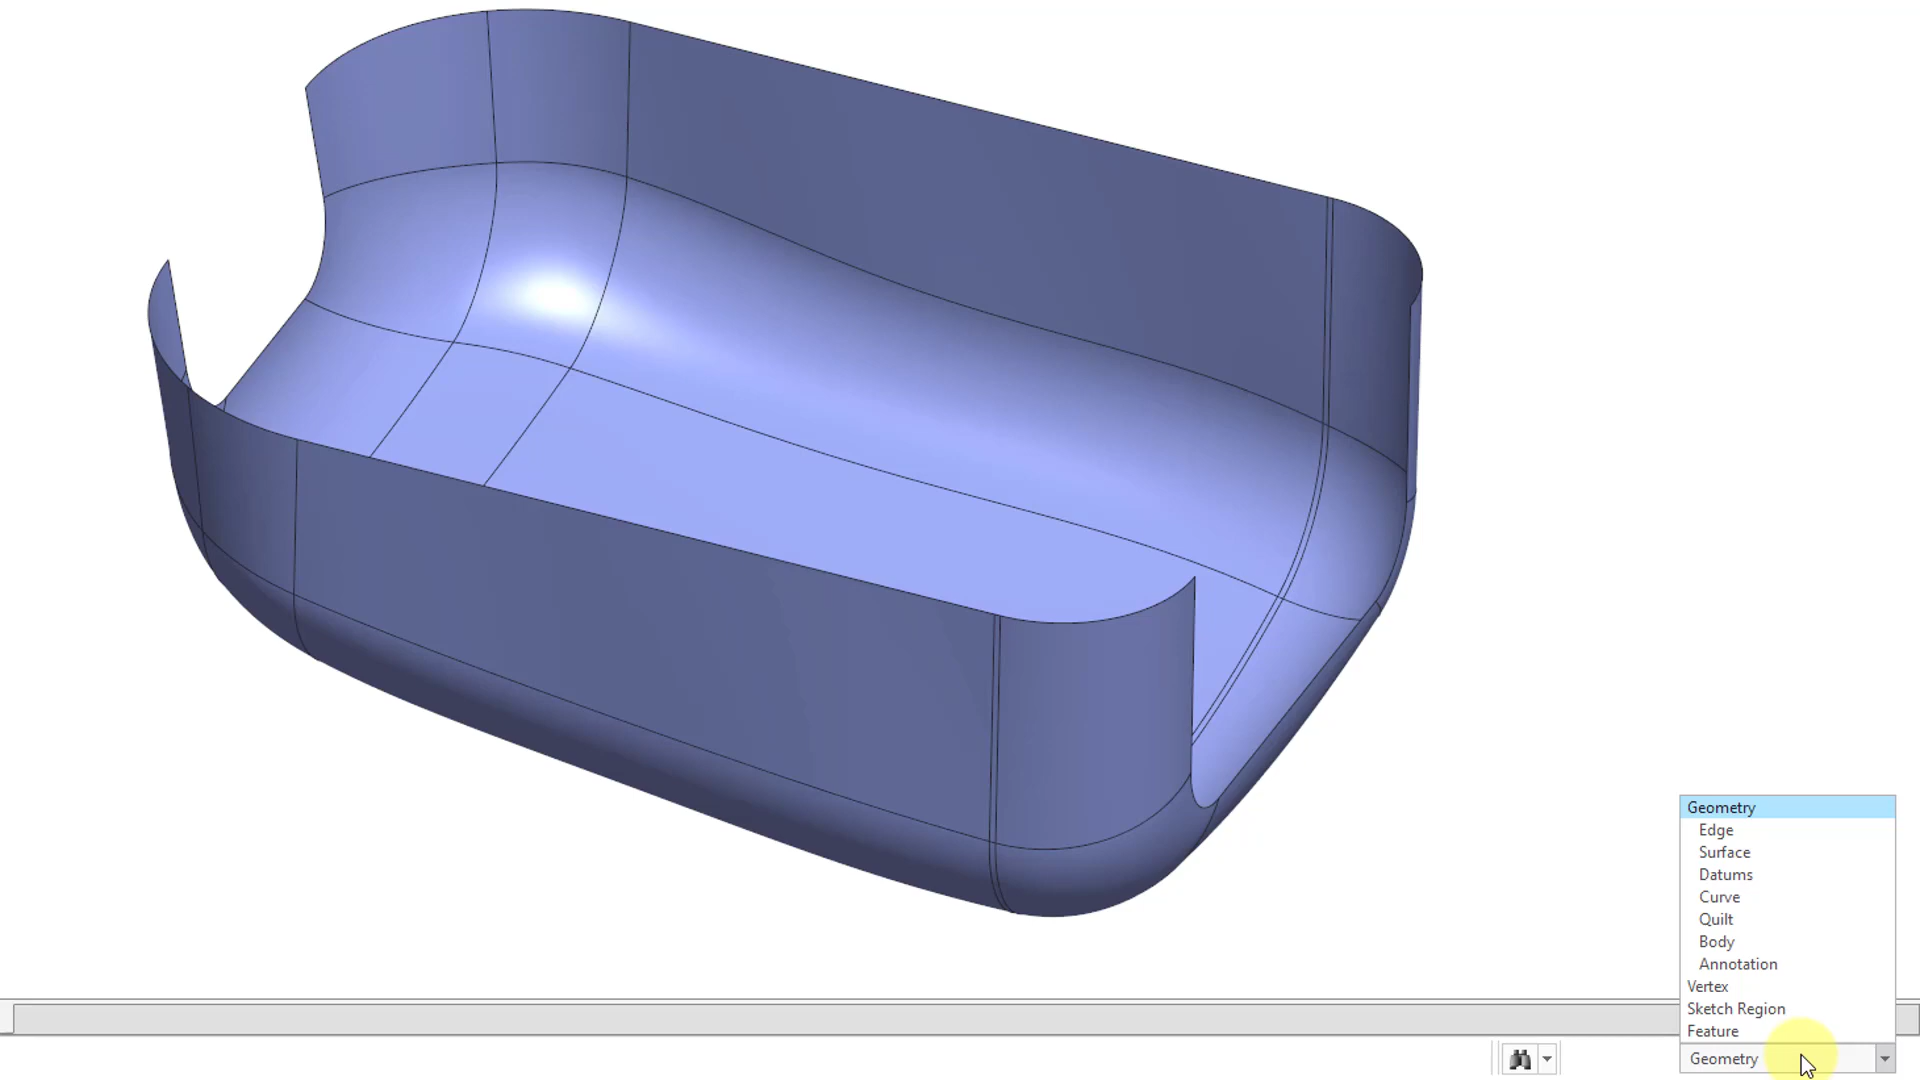 Geometry
Edge
Surface
Datums
Curve
Quilt
Body
Annotation
Vertex
Sketch Region
Feature
Geometry